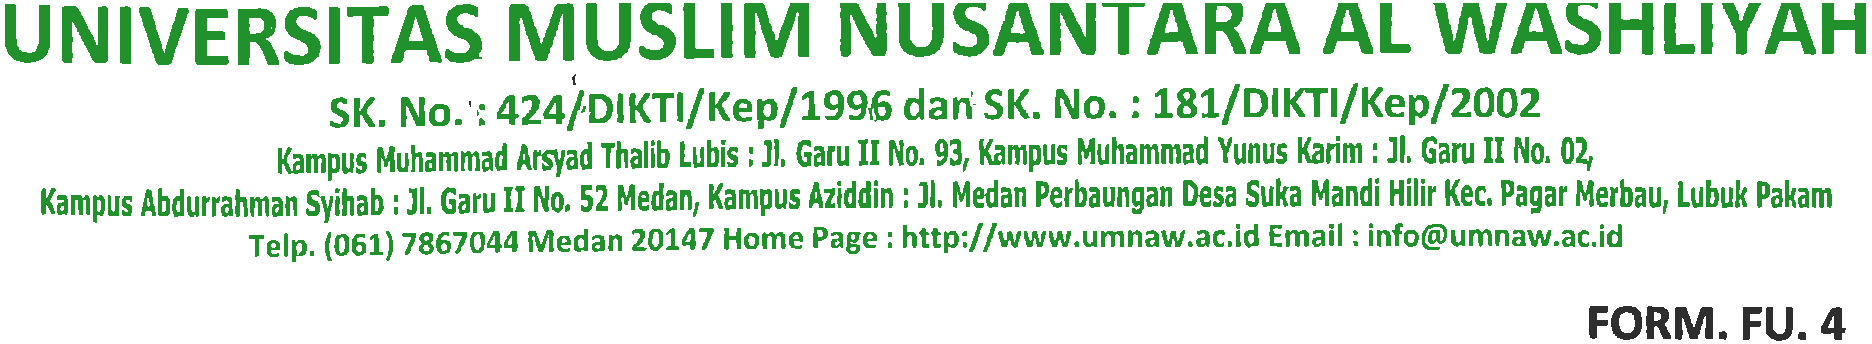 UNIVERSITAS MUSLIM NUSANTARA AL WASHLIYAH
SK. No. : 424/DIKTI/Kep/1996 dan SK. No. : 181/DIKTI/Kep/2002
Kampus Muhammad Arsyad Thalib Lubis : Jl. Garu II No. 93, Kampus Muhammad Yunus Karim : Jl. Garu II No. 02,
Kampus Abdurrahman Syihab : Jl. Garu II No. 52 Medan, Kampus Aziddin : Jl. Medan Perbaungan Desa Suka Mandi Hilir Kec. Pagar Merbau, Lubuk Pakam
Telp. (061) 7867044 Medan 20147 Home Page : http://www.umnaw.ac.id Email : info@umnaw.ac.id
FORM. FU. 4